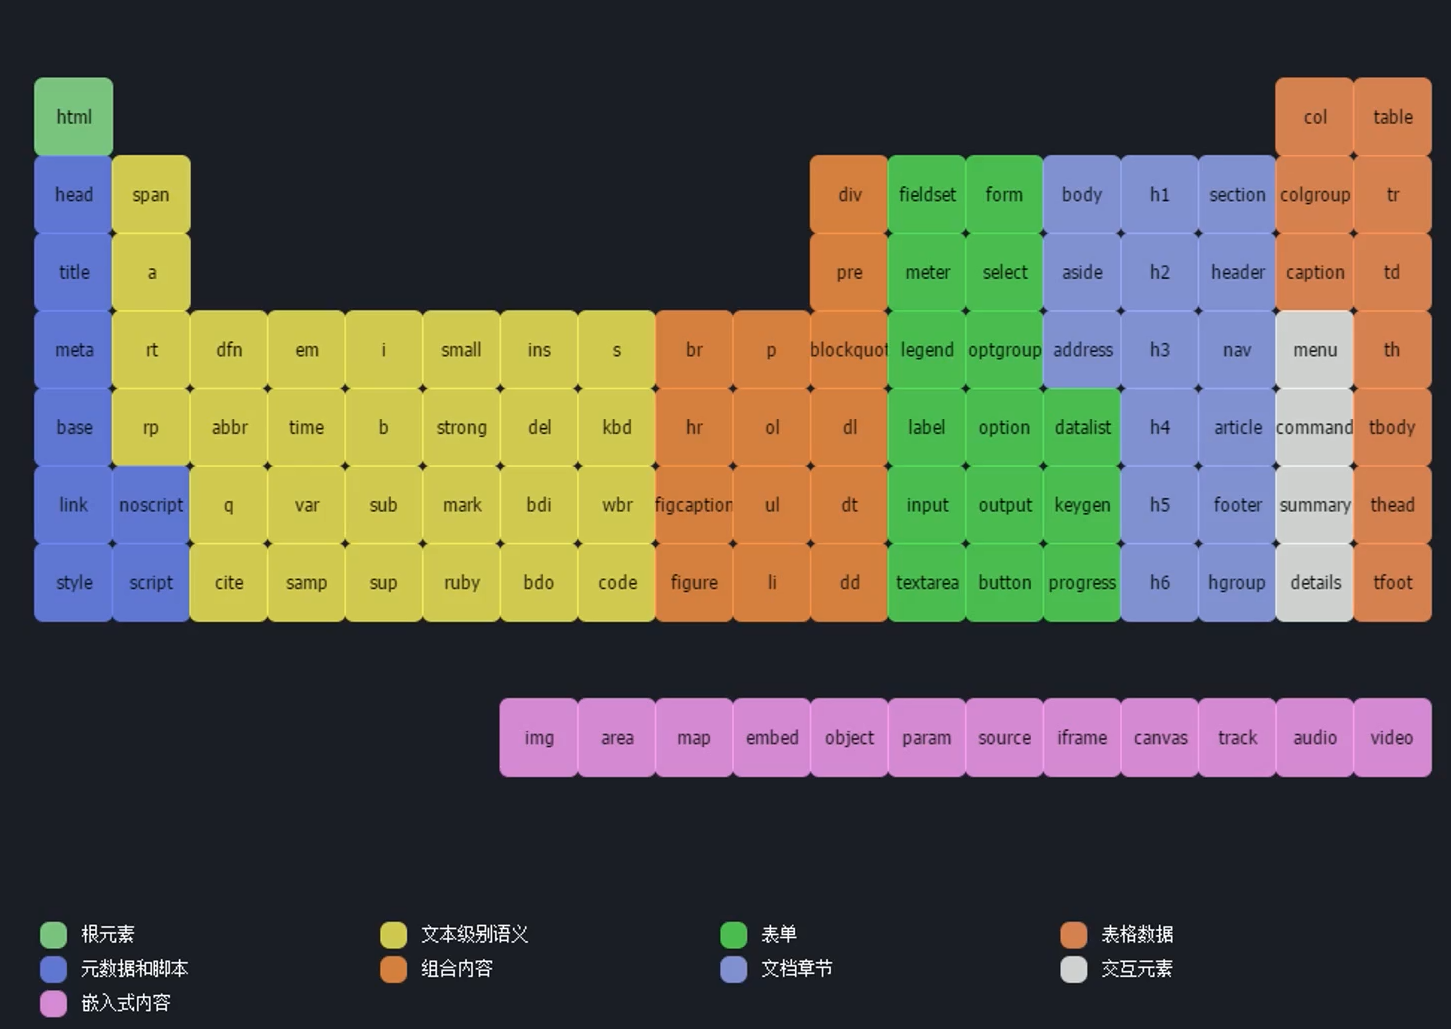 html col table
head span div fieldset form body h1 section colgroup tr
title a pre meter select aside h2 header caption td
meta rt dfn em i small ins s br p blockquot legend optgroup address h3 nav menu th
base rp abbr time b strong del kbd hr ol dl label option datalist h4 article command tbody
link noscript q var sub mark bdi wbr figcaption ul dt input output keygen h5 footer summary thead
style script cite samp sup ruby bdo code figure li dd textarea button progress h6 hgroup details tfoot
img area map embed object param source iframe canvas track audio video
根元素 文本级别语义 表单 表格数据
元数据和脚本 组合内容 文档章节 交互元素
嵌入式内容